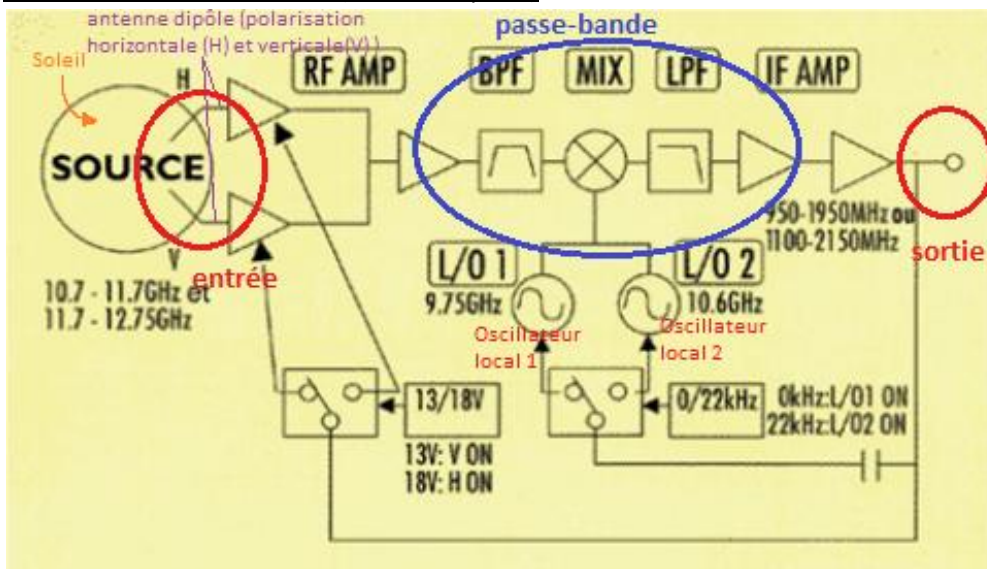 antenne dipôle (polarisation
horizontale (H) et verticale(V) )
passe-bande
Soleil
H
RF AMP
BPF
MIX
LPF
IF AMP
SOURCE
V
entrée
950-1950MHz ou
1100-2150MHz
sortie
10.7 - 11.7GHz et
11.7 - 12.75GHz
L/O 1
9.75GHz
L/O 2
10.6GHz
Oscillateur
local 1
Oscillateur
local 2
13/18V
0/22kHz
0kHz:L/O1 ON
22kHz:L/O2 ON
13V: V ON
18V: H ON